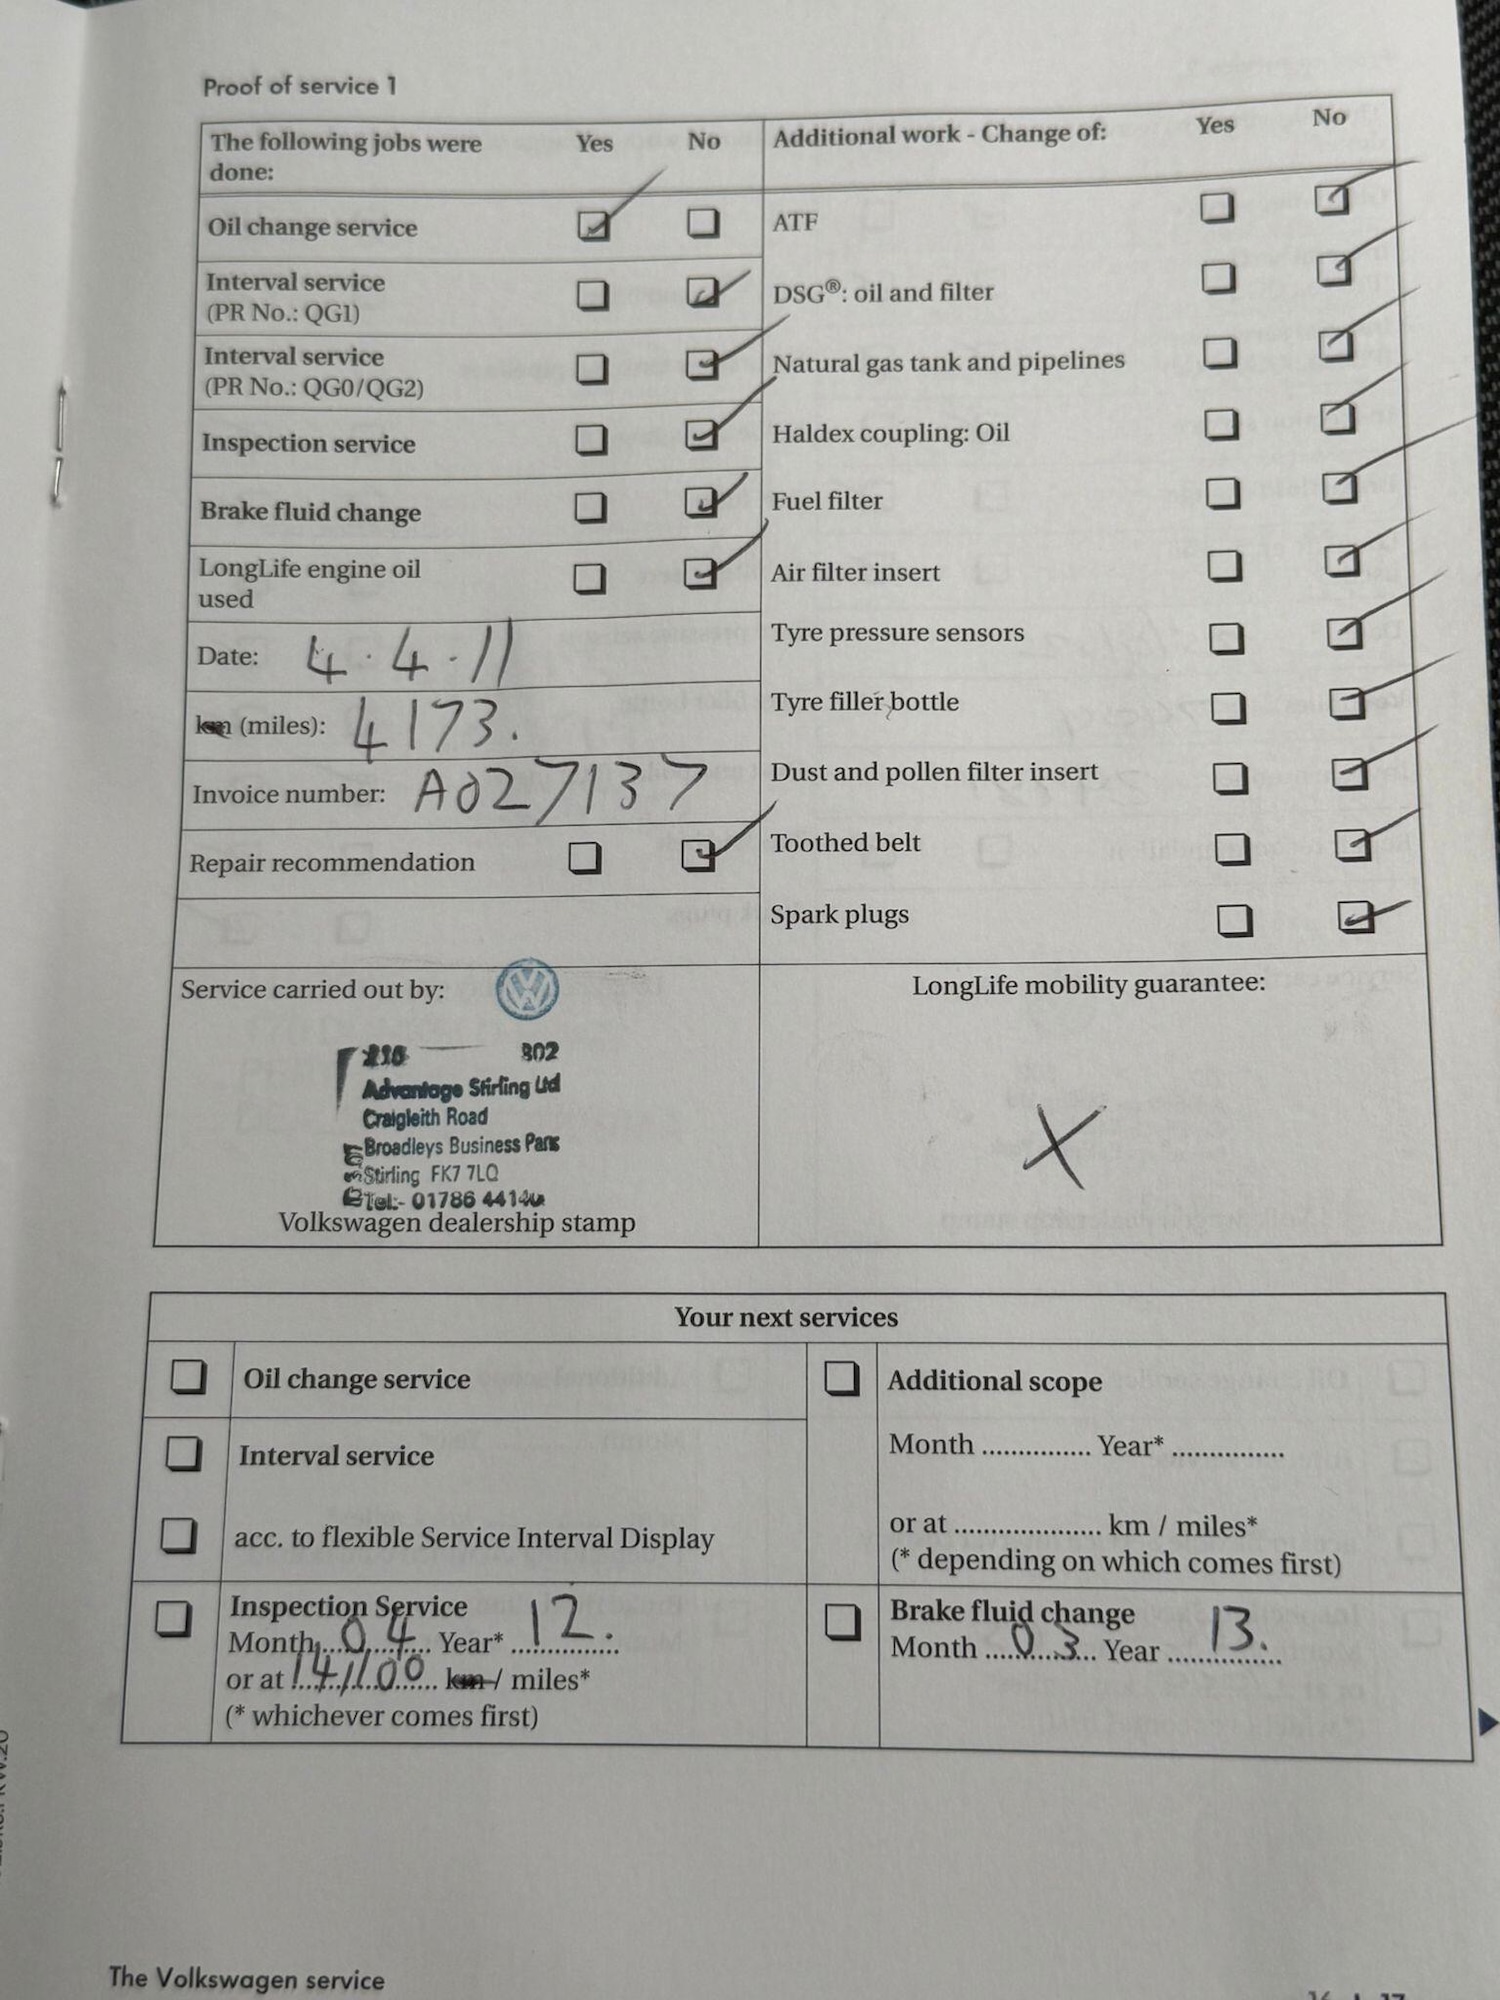 Proof of service 1
The following jobs were done: Yes No
Oil change service
Interval service
(PR No.: QG1)
Interval service
(PR No.: QG0/QG2)
Inspection service
Brake fluid change
LongLife engine oil
used
Date: 4.4.11
km (miles): 4173.
Invoice number: A027137
Repair recommendation
Additional work - Change of: Yes No
ATF
DSG®: oil and filter
Natural gas tank and pipelines
Haldex coupling: Oil
Fuel filter
Air filter insert
Tyre pressure sensors
Tyre filler bottle
Dust and pollen filter insert
Toothed belt
Spark plugs
Service carried out by:
802
Advantage Stirling Ltd
Craigleith Road
Broadleys Business Park
Stirling FK7 7LQ
Tel:- 01786
Volkswagen dealership stamp
LongLife mobility guarantee:
X
Your next services
Oil change service
Interval service
acc. to flexible Service Interval Display
Inspection Service
Month 04 Year* 12.
or at 14100 km / miles*
(* whichever comes first)
Additional scope
Month .............. Year* ..............
or at .................... km / miles*
(* depending on which comes first)
Brake fluid change
Month 03 Year 13.
The Volkswagen service